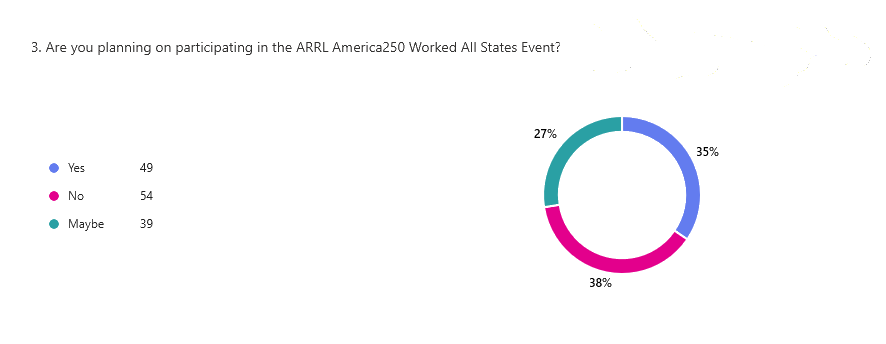 3. Are you planning on participating in the ARRL America250 Worked All States Event?
27%
35%
Yes 49
No 54
Maybe 39
38%